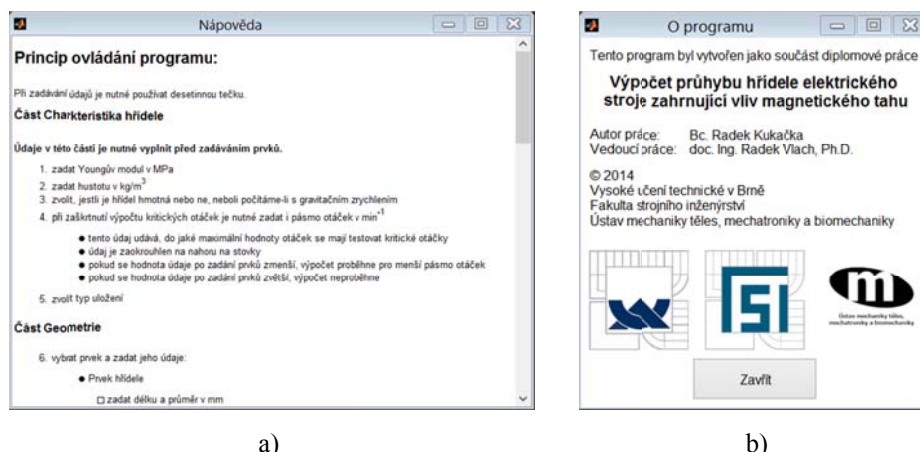 Nápověda
Princip ovládání programu:
Při zadávání údajů je nutné používat desetinnou tečku.
Část Charkteristika hřídele
Údaje v této části je nutné vyplnit před zadáváním prvků.
1. zadat Youngův modul v MPa
2. zadat hustotu v kg/m³
3. zvolt, jestli je hřídel hmotná nebo ne, neboli počítáme-li s gravitačním zrychlením
4. při zaškrtnutí výpočtu kritických otáček je nutné zadat i pásmo otáček v min⁻¹
● tento údaj udává, do jaké maximální hodnoty otáček se mají testovat kritické otáčky
● údaj je zaokrouhlen na nahoru na stovky
● pokud se hodnota údaje po zadání prvků zmenší, výpočet proběhne pro menší pásmo otáček
● pokud se hodnota údaje po zadání prvků zvětší, výpočet neproběhne
5. zvolt typ uložení
Část Geometrie
6. vybrat prvek a zadat jeho údaje:
● Prvek hřídele
□ zadat délku a průměr v mm
a)
O programu
Tento program byl vytvořen jako součást diplomové práce
Výpočet průhybu hřídele elektrického
stroje zahrnující vliv magnetického tahu
Autor práce: Bc. Radek Kukačka
Vedoucí práce: doc. Ing. Radek Vlach, Ph.D.
© 2014
Vysoké učení technické v Brně
Fakulta strojního inženýrství
Ústav mechaniky těles, mechatroniky a biomechaniky
m
Ústav mechaniky těles,
mechatroniky a biomechaniky
Zavřít
b)